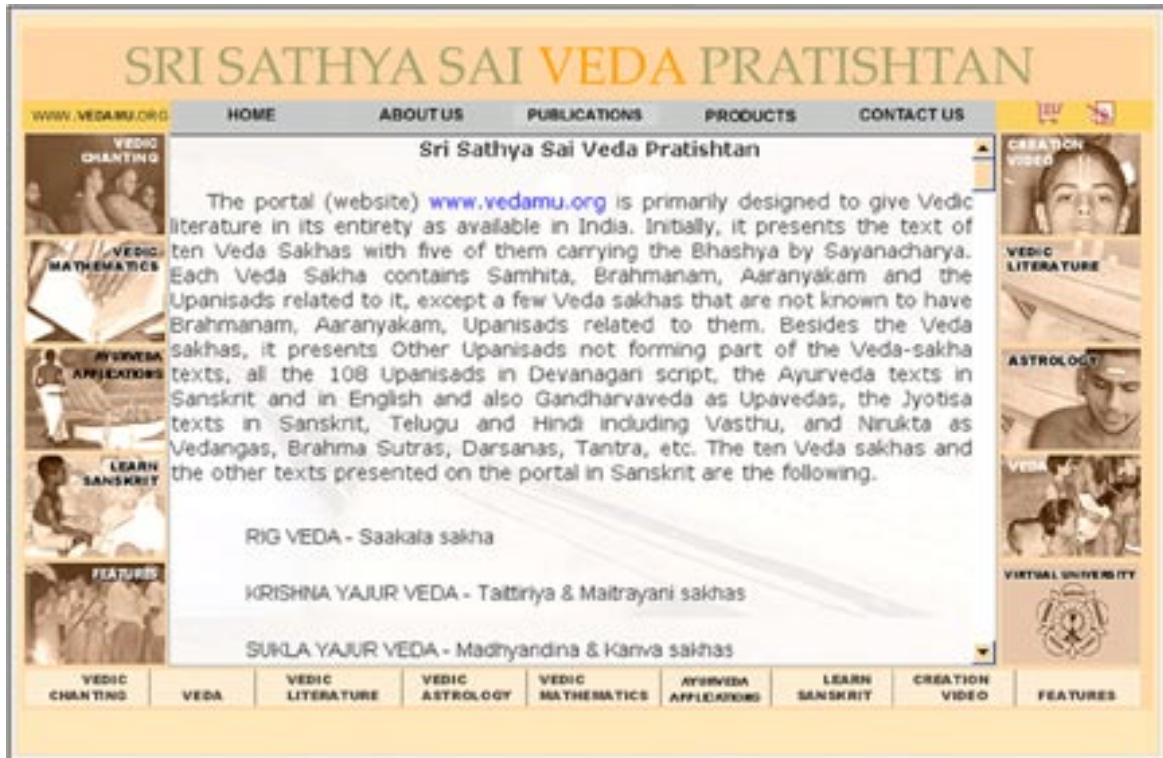 SRI SATHYA SAI VEDA PRATISHTAN
WWW.VEDAMU.ORG
HOME
ABOUT US
PUBLICATIONS
PRODUCTS
CONTACT US
VEDIC
CHANTING
VEDIC
MATHEMATICS
AYURVEDA
APPLICATIONS
LEARN
SANSKRIT
FEATURES
Sri Sathya Sai Veda Pratishtan
The portal (website) www.vedamu.org is primarily designed to give Vedic
literature in its entirety as available in India. Initially, it presents the text of
ten Veda Sakhas with five of them carrying the Bhashya by Sayanacharya.
Each Veda Sakha contains Samhita, Brahmanam, Aaranyakam and the
Upanisads related to it, except a few Veda sakhas that are not known to have
Brahmanam, Aaranyakam, Upanisads related to them. Besides the Veda
sakhas, it presents Other Upanisads not forming part of the Veda-sakha
texts, all the 108 Upanisads in Devanagari script, the Ayurveda texts in
Sanskrit and in English and also Gandharvaveda as Upavedas, the Jyotisa
texts in Sanskrit, Telugu and Hindi including Vasthu, and Nirukta as
Vedangas, Brahma Sutras, Darsanas, Tantra, etc. The ten Veda sakhas and
the other texts presented on the portal in Sanskrit are the following.
RIG VEDA - Saakala sakha
KRISHNA YAJUR VEDA - Taittiriya & Maitrayani sakhas
SUKLA YAJUR VEDA - Madhyandina & Kanva sakhas
CREATION
VIDEO
VEDIC
LITERATURE
ASTROLOGY
VEDA
VIRTUAL UNIVERSITY
VEDIC
CHANTING
VEDA
VEDIC
LITERATURE
VEDIC
ASTROLOGY
VEDIC
MATHEMATICS
AYURVEDA
APPLICATIONS
LEARN
SANSKRIT
CREATION
VIDEO
FEATURES